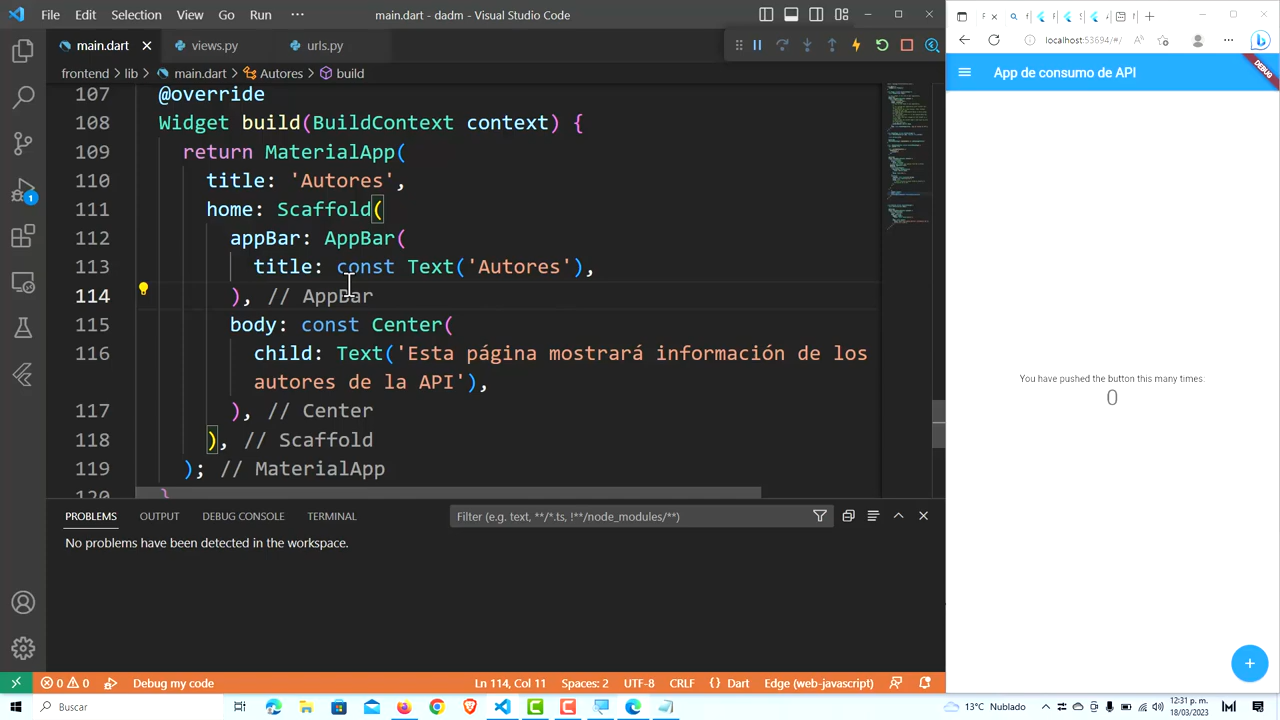 File Edit Selection View Go Run ··· main.dart - dadm - Visual Studio Code
main.dart views.py urls.py
frontend > lib > main.dart > Autores > build
107 @override
108 Widget build(BuildContext context) {
109 return MaterialApp(
110 title: 'Autores',
111 home: Scaffold(
112 appBar: AppBar(
113 title: const Text('Autores'),
114 ), // AppBar
115 body: const Center(
116 child: Text('Esta página mostrará información de los
autores de la API'),
117 ), // Center
118 ), // Scaffold
119 ); // MaterialApp
120 }
1
PROBLEMS OUTPUT DEBUG CONSOLE TERMINAL Filter (e.g. text, **/*.ts, !**/node_modules/**)
No problems have been detected in the workspace.
0 0 Debug my code Ln 114, Col 11 Spaces: 2 UTF-8 CRLF {} Dart Edge (web-javascript)
localhost:53694/#/
App de consumo de API
DEBUG
You have pushed the button this many times:
0
+
Buscar 13°C Nublado 12:31 p. m.
18/03/2023